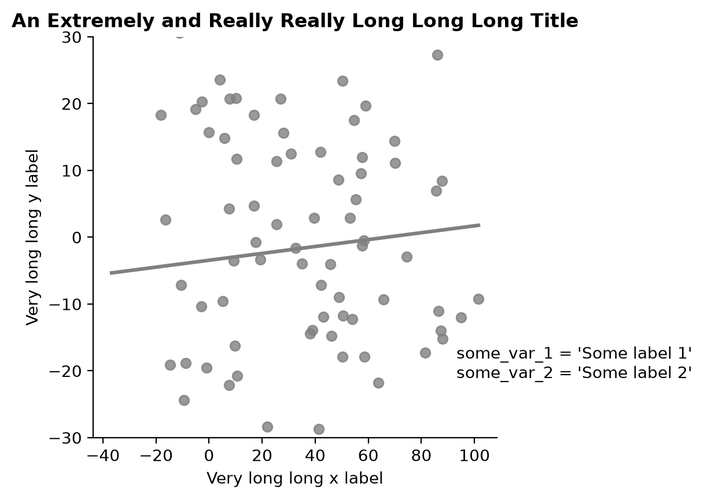 An Extremely and Really Really Long Long Long Title
30
20
10
0
−10
−20
−30
Very long long y label
some_var_1 = 'Some label 1'
some_var_2 = 'Some label 2'
−40 −20 0 20 40 60 80 100
Very long long x label